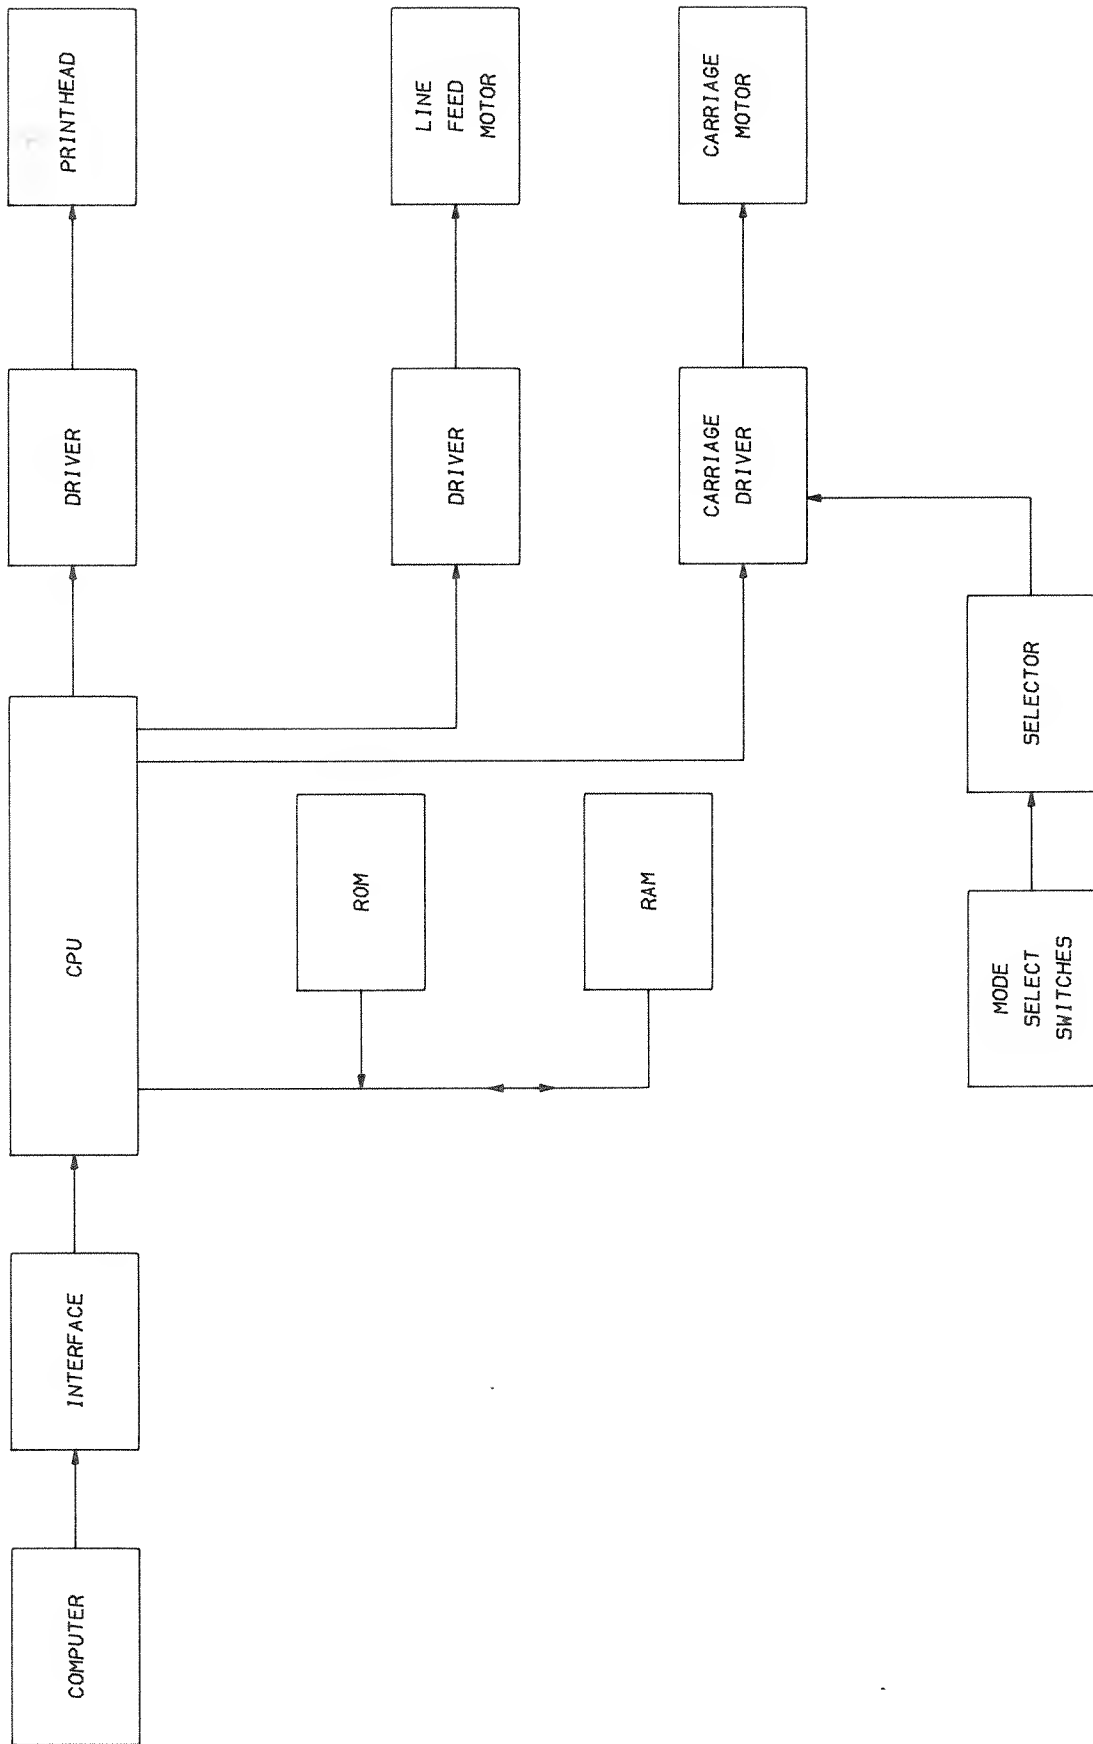 COMPUTER
INTERFACE
CPU
DRIVER
PRINTHEAD
ROM
DRIVER
LINE
FEED
MOTOR
RAM
CARRIAGE
DRIVER
CARRIAGE
MOTOR
MODE
SELECT
SWITCHES
SELECTOR